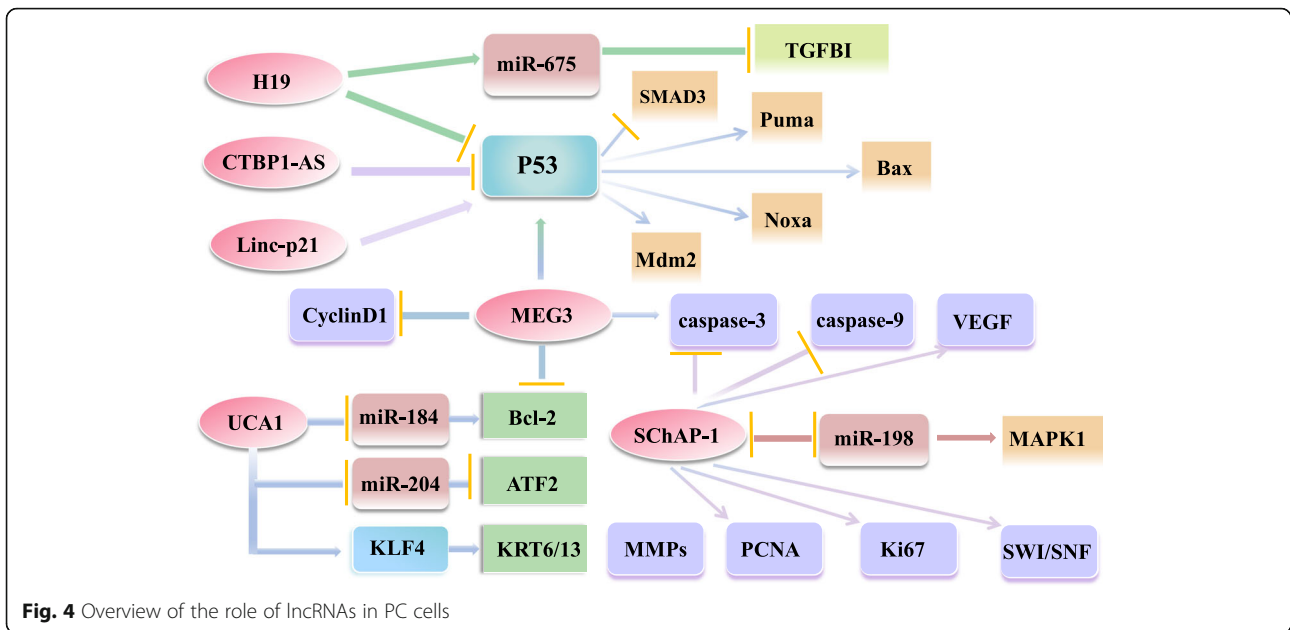 H19
miR-675
TGFBI
SMAD3
Puma
CTBP1-AS
P53
Bax
Linc-p21
Noxa
Mdm2
CyclinD1
MEG3
caspase-3
caspase-9
VEGF
UCA1
miR-184
Bcl-2
SChAP-1
miR-198
MAPK1
miR-204
ATF2
KLF4
KRT6/13
MMPs
PCNA
Ki67
SWI/SNF
Fig. 4 Overview of the role of lncRNAs in PC cells